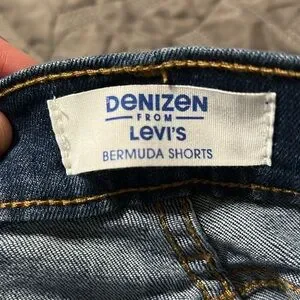 DENIZEN
FROM
LEVI'S
BERMUDA SHORTS